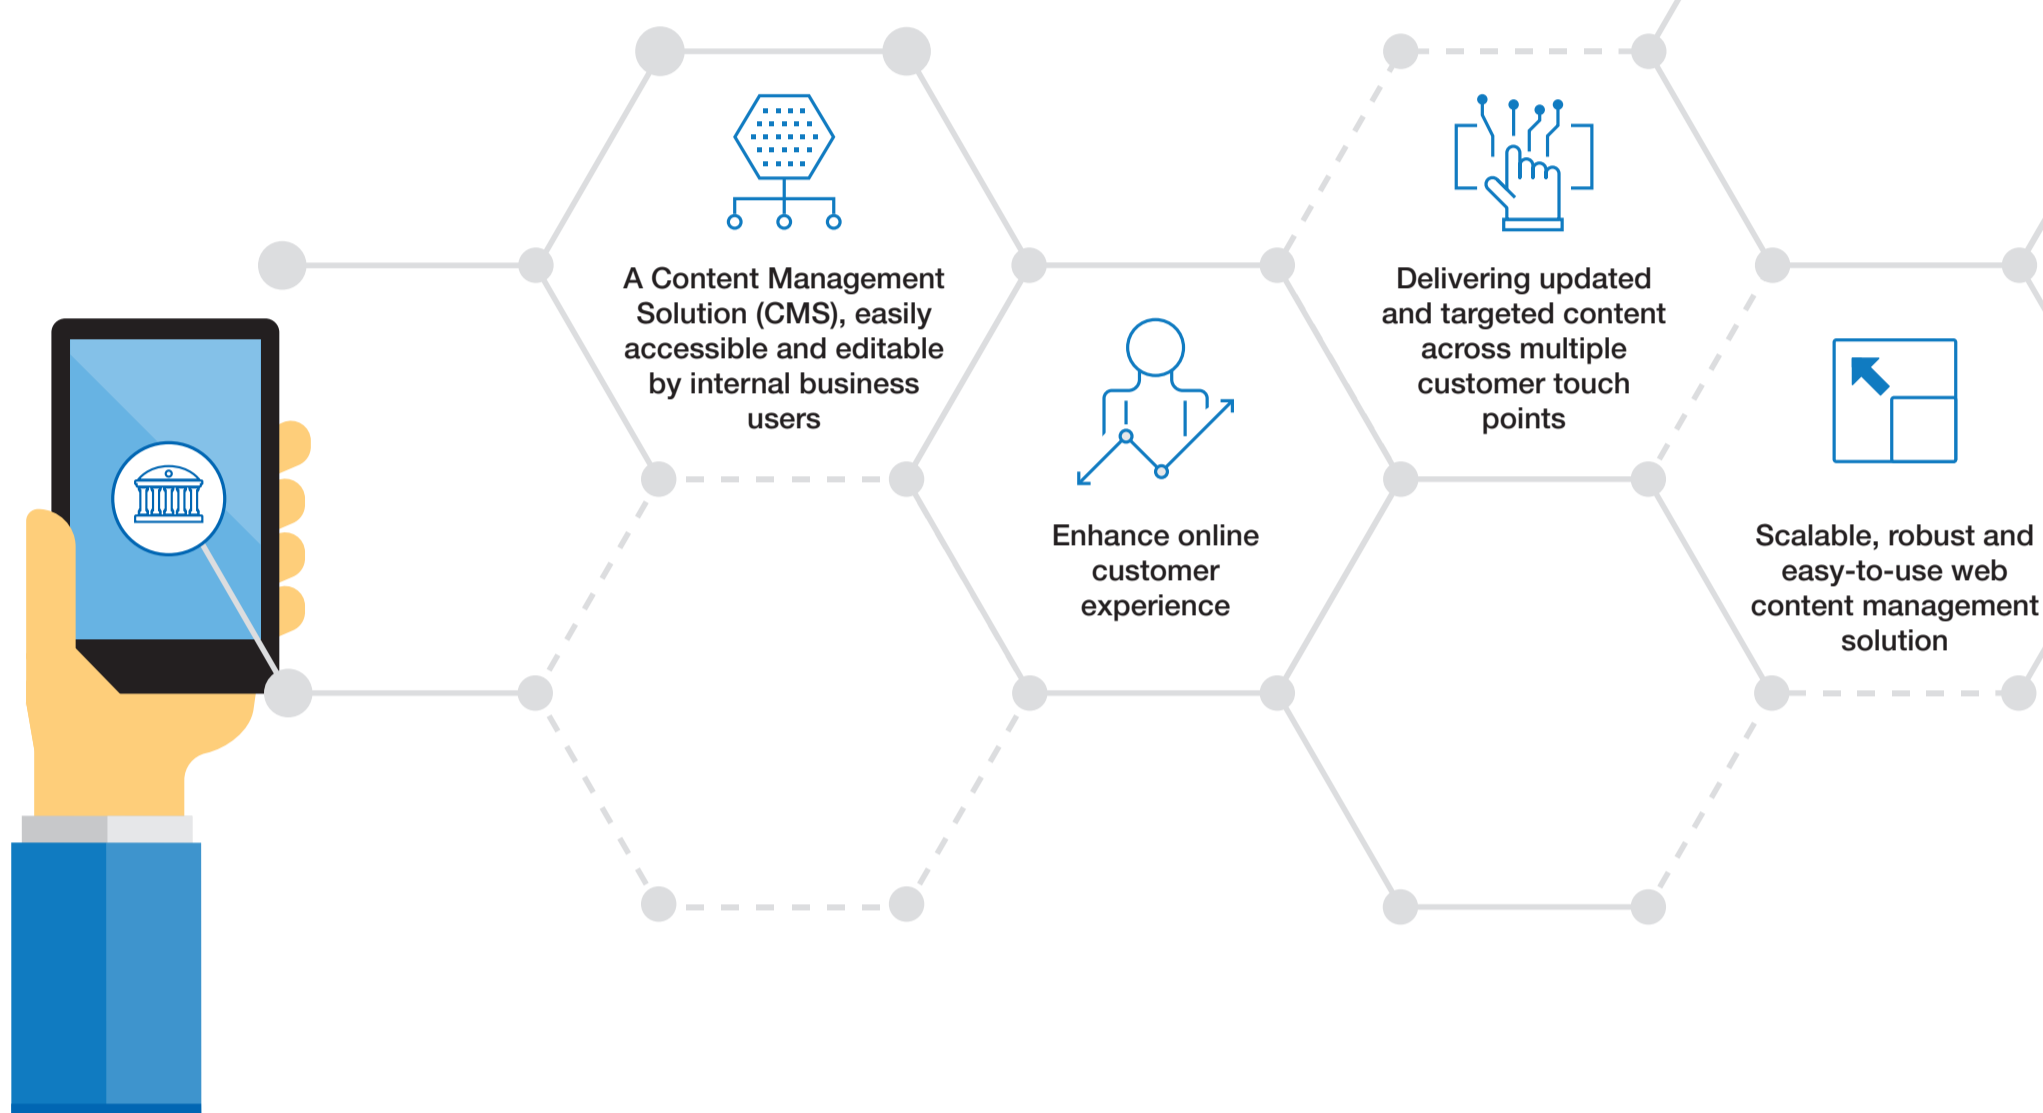 A Content Management
Solution (CMS), easily
accessible and editable
by internal business
users
Enhance online
customer
experience
Delivering updated
and targeted content
across multiple
customer touch
points
Scalable, robust and
easy-to-use web
content management
solution